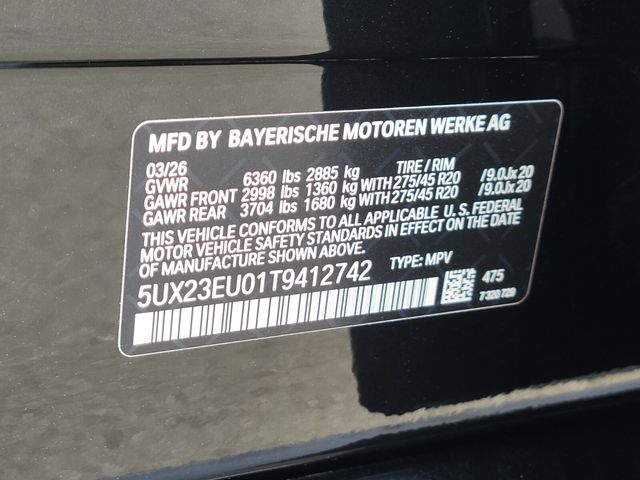 MFD BY BAYERISCHE MOTOREN WERKE AG
03/26 TIRE / RIM
GVWR 6360 lbs 2885 kg
GAWR FRONT 2998 lbs 1360 kg WITH 275/45 R20 /9.0Jx20
GAWR REAR 3704 lbs 1680 kg WITH 275/45 R20 /9.0Jx20
THIS VEHICLE CONFORMS TO ALL APPLICABLE U.S. FEDERAL
MOTOR VEHICLE SAFETY STANDARDS IN EFFECT ON THE DATE
OF MANUFACTURE SHOWN ABOVE.
5UX23EU01T9412742 TYPE: MPV
475
7320729